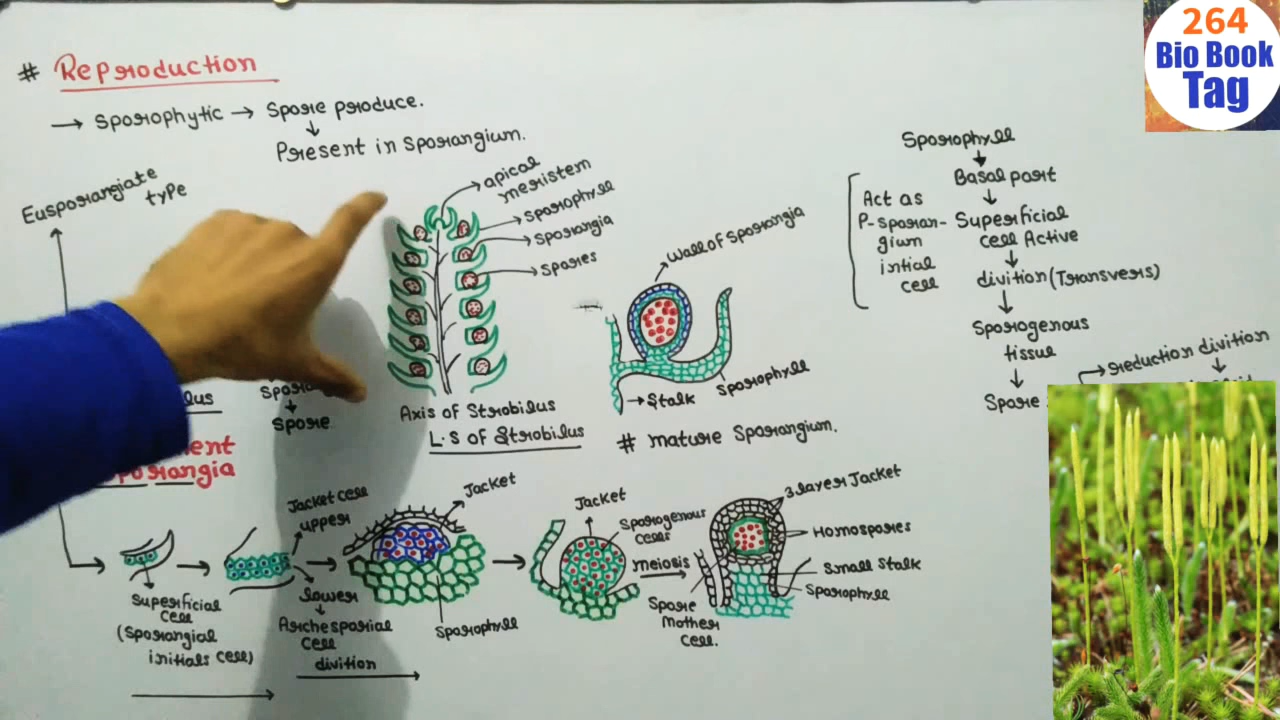 # Reproduction
→ Sporophytic → Spore produce.
↓
Present in Sporangium.
Eusporangiate
type
apical
meristem
sporophyll
sporangia
spores
Axis of Strobilus
L.S of Strobilus
Spore
wall of Sporangia
Stalk
Sporophyll
# mature Sporangium.
Sporophyll
↓
Basal part
↓
Superficial
cell Active
↓
divition (Transvers)
↓
Sporogenous
tissue
↓
Spore
reduction divition
Act as
P-sporan-
gium
intial
cell
Superficial
cell
(Sporangial
initials cell)
Jacket cell
upper
lower
↓
Archesporial
cell
divition
Jacket
Sporophyll
Jacket
Sporogenous
cells
meiosis
3 layer Jacket
Homospores
Small Stalk
Sporophyll
Spore
Mother
cell.
264
Bio Book
Tag